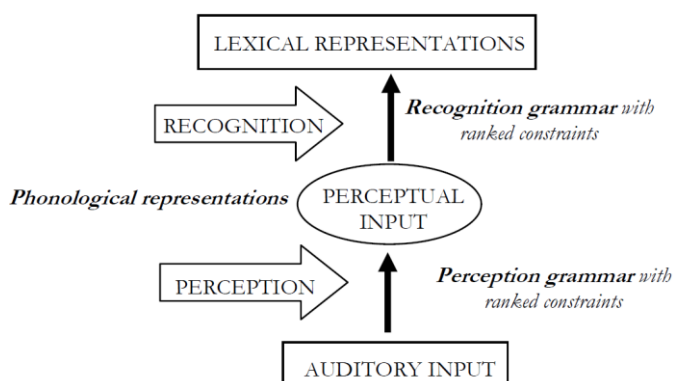 LEXICAL REPRESENTATIONS
Recognition grammar with
ranked constraints
RECOGNITION
Phonological representations
PERCEPTUAL
INPUT
Perception grammar with
ranked constraints
PERCEPTION
AUDITORY INPUT